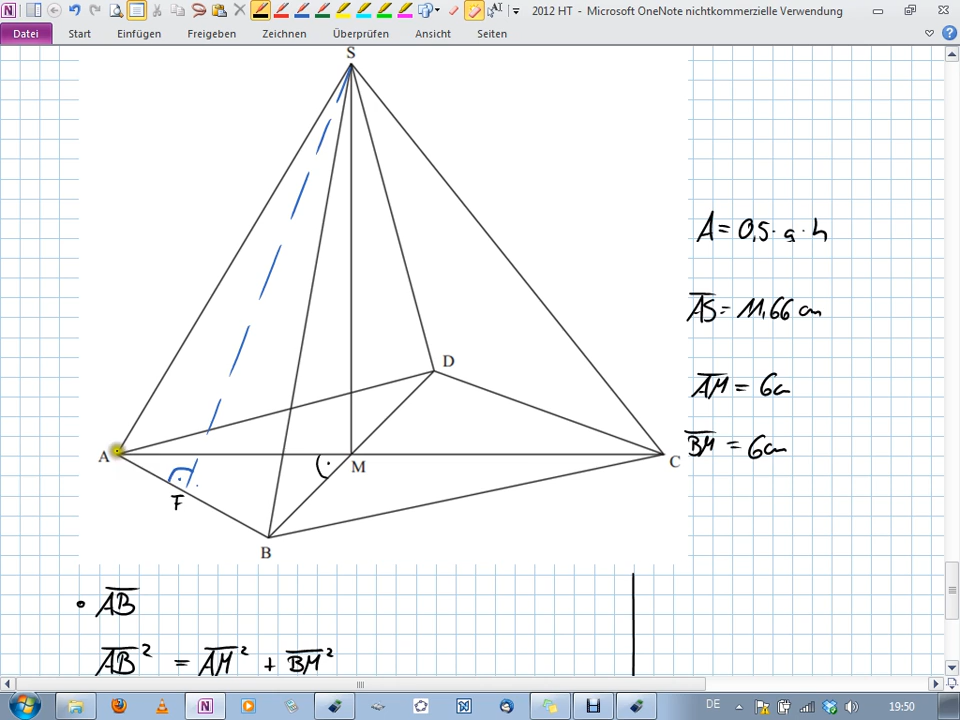 2012 HT - Microsoft OneNote nichtkommerzielle Verwendung
Datei Start Einfügen Freigeben Zeichnen Überprüfen Ansicht Seiten
S
A = 0,5 · a · h
AS = 11,66 cm
D
AM = 6cm
A M C
BM = 6cm
F
B
• AB
AB² = AM² + BM²
DE 19:50